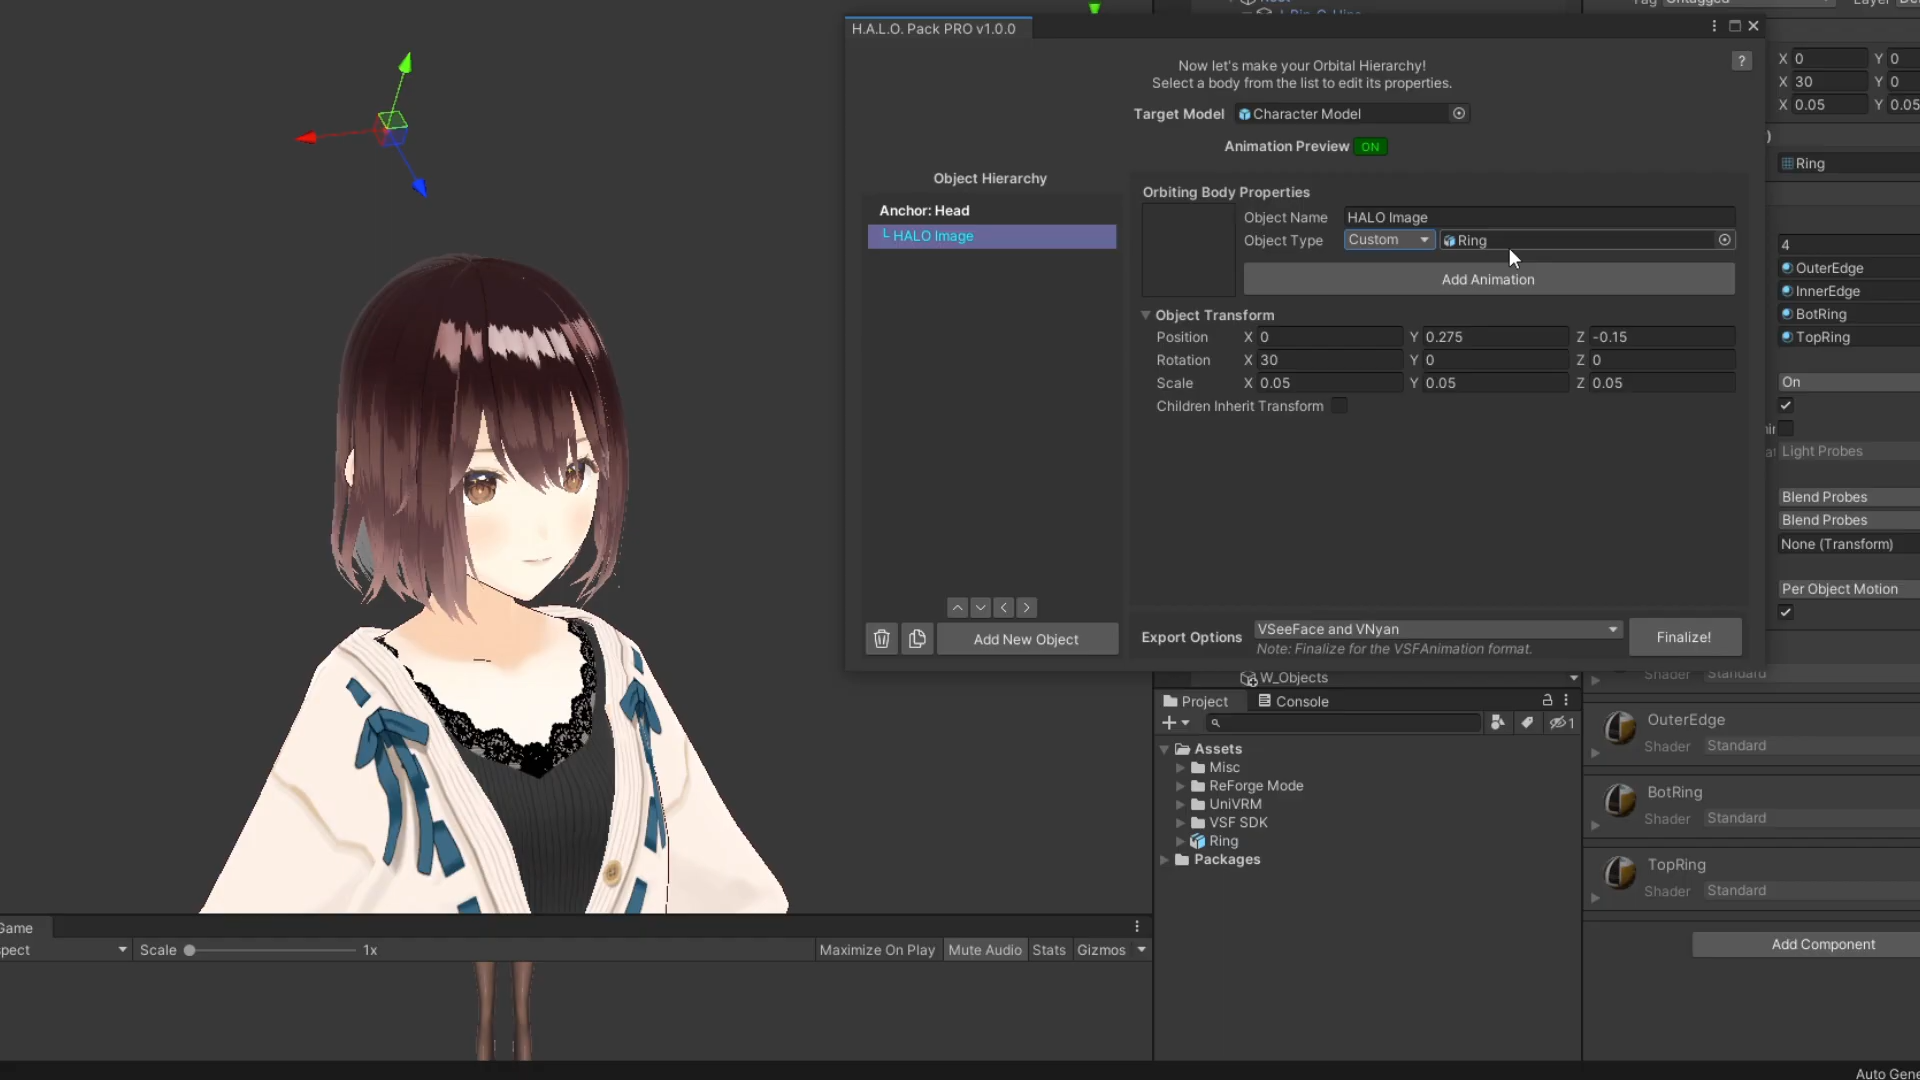 H.A.L.O. Pack PRO v1.0.0
Now let's make your Orbital Hierarchy!
Select a body from the list to edit its properties.
?
Target Model Character Model
Animation Preview ON
Object Hierarchy
Anchor: Head
└ HALO Image
Orbiting Body Properties
Object Name HALO Image
Object Type Custom Ring
Add Animation
Object Transform
Position X 0 Y 0.275 Z -0.15
Rotation X 30 Y 0 Z 0
Scale X 0.05 Y 0.05 Z 0.05
Children Inherit Transform
Add New Object
Export Options VSeeFace and VNyan
Note: Finalize for the VSFAnimation format.
Finalize!
X 0 Y 0
X 30 Y 0
X 0.05 Y 0.05
Ring
4
OuterEdge
InnerEdge
BotRing
TopRing
On
Light Probes
Blend Probes
Blend Probes
None (Transform)
Per Object Motion
W_Objects
Project Console
1
Assets
Misc
ReForge Mode
UniVRM
VSF SDK
Ring
Packages
Shader Standard
OuterEdge
Shader Standard
BotRing
Shader Standard
TopRing
Shader Standard
Add Component
Game
Scale 1x
Maximize On Play Mute Audio Stats Gizmos
Auto Gene